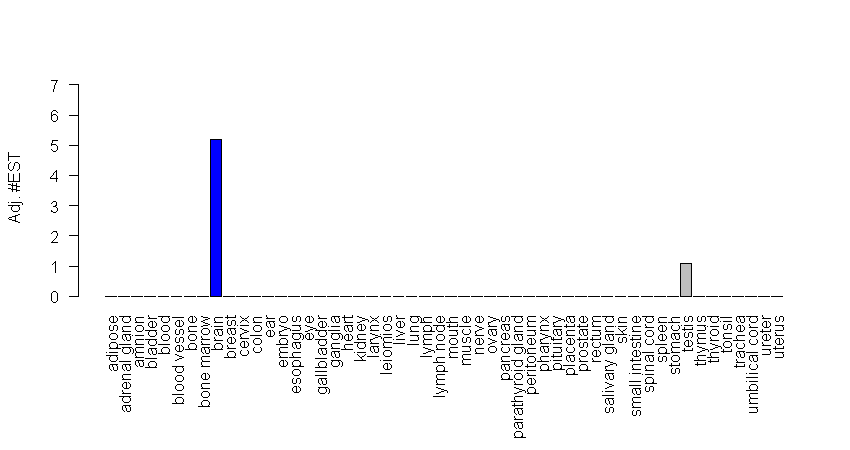 7
6
5
4
3
2
1
0
Adj. #EST
adipose
adrenal gland
amnion
bladder
blood
blood vessel
bone
bone marrow
brain
breast
cervix
colon
ear
embryo
esophagus
eye
gallbladder
ganglia
heart
kidney
larynx
leiomios
liver
lung
lymph
lymph node
mouth
muscle
nerve
ovary
pancreas
parathyroid gland
peritoneum
pharynx
pituitary
placenta
prostate
rectum
salivary gland
skin
small intestine
spinal cord
spleen
stomach
testis
thymus
thyroid
tonsil
trachea
umbilical cord
ureter
uterus